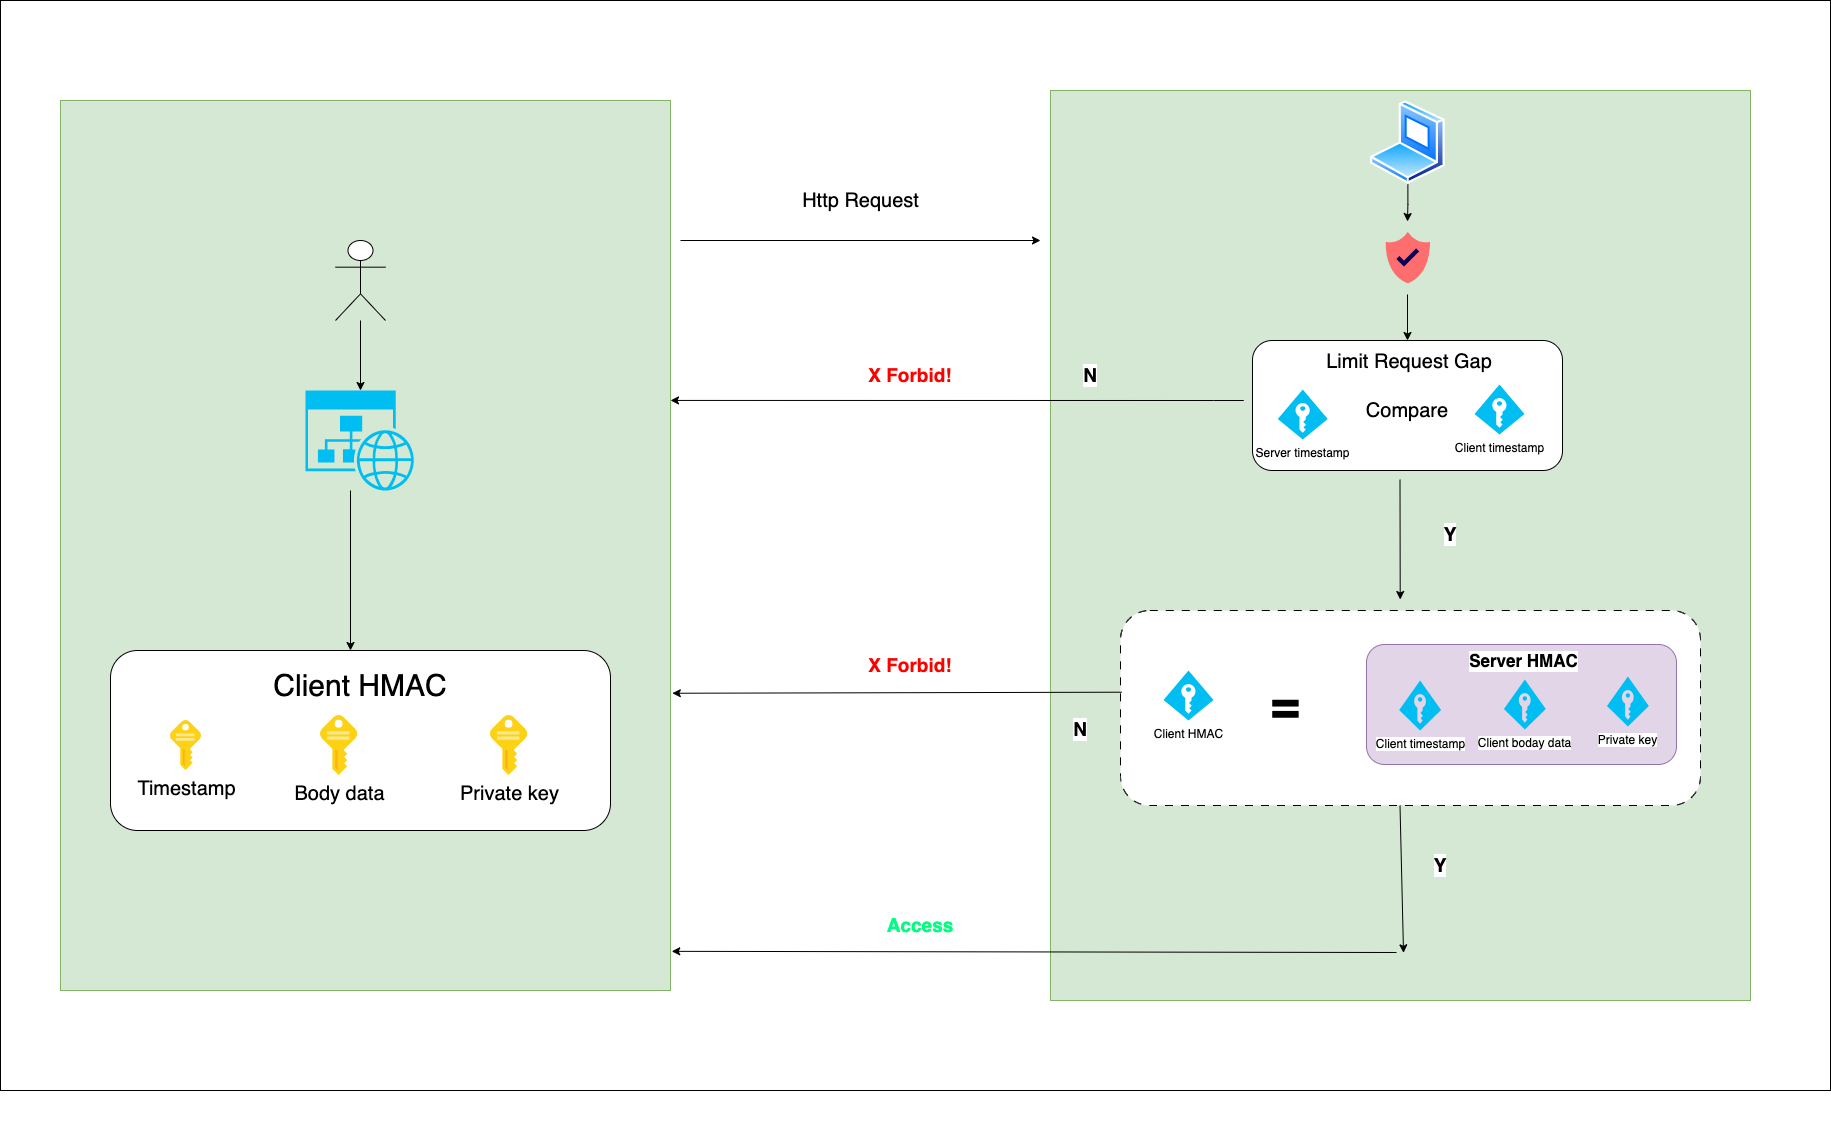 Http Request
X Forbid!
N
Limit Request Gap
Compare
Server timestamp
Client timestamp
Y
Client HMAC
Timestamp
Body data
Private key
X Forbid!
N
Client HMAC
=
Server HMAC
Client timestamp
Client boday data
Private key
Y
Access